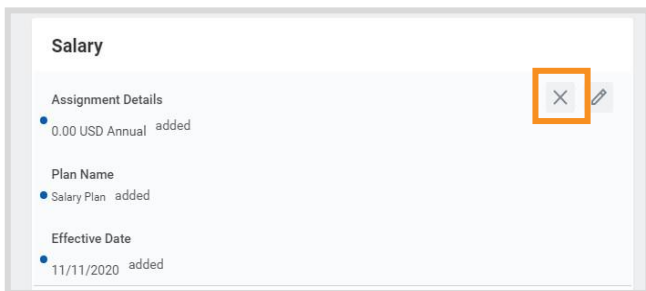 Salary
Assignment Details
0.00 USD Annual added
Plan Name
Salary Plan added
Effective Date
11/11/2020 added